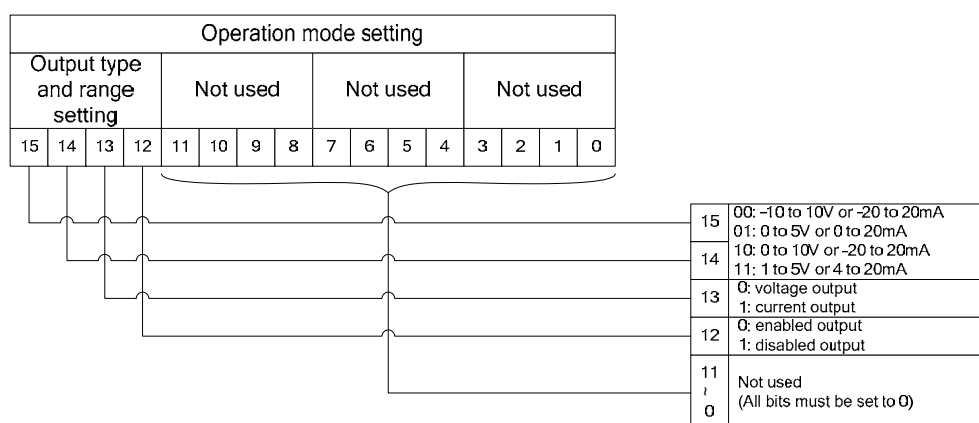 Operation mode setting
Output type
and range
setting
Not used
Not used
Not used
15 14 13 12 11 10 9 8 7 6 5 4 3 2 1 0
15
00: -10 to 10V or -20 to 20mA
01: 0 to 5V or 0 to 20mA
14
10: 0 to 10V or -20 to 20mA
11: 1 to 5V or 4 to 20mA
13
0: voltage output
1: current output
12
0: enabled output
1: disabled output
11
~
0
Not used
(All bits must be set to 0)